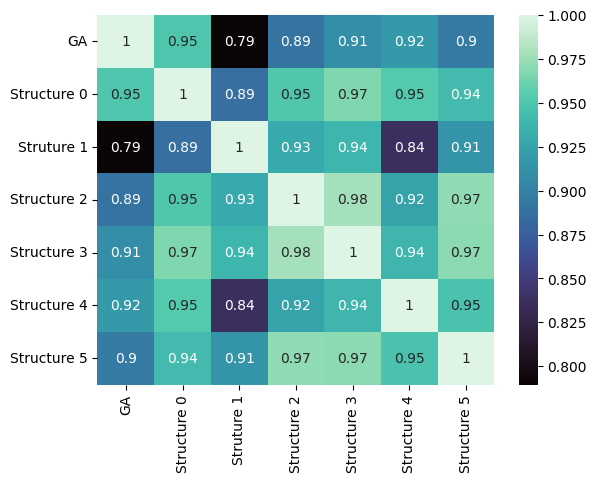 GA 1 0.95 0.79 0.89 0.91 0.92 0.9
Structure 0 0.95 1 0.89 0.95 0.97 0.95 0.94
Struture 1 0.79 0.89 1 0.93 0.94 0.84 0.91
Structure 2 0.89 0.95 0.93 1 0.98 0.92 0.97
Structure 3 0.91 0.97 0.94 0.98 1 0.94 0.97
Structure 4 0.92 0.95 0.84 0.92 0.94 1 0.95
Structure 5 0.9 0.94 0.91 0.97 0.97 0.95 1
GA
Structure 0
Struture 1
Structure 2
Structure 3
Structure 4
Structure 5
1.000
0.975
0.950
0.925
0.900
0.875
0.850
0.825
0.800